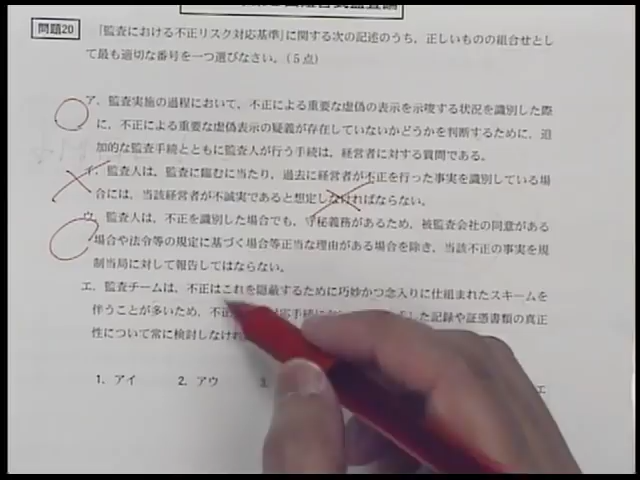 問題20 「監査における不正リスク対応基準」に関する次の記述のうち、正しいものの組合せとし
て最も適切な番号を一つ選びなさい。（5点）
ア．監査実施の過程において、不正による重要な虚偽の表示を示唆する状況を識別した際
に、不正による重要な虚偽表示の疑義が存在していないかどうかを判断するために、追
加的な監査手続とともに監査人が行う手続は、経営者に対する質問である。
イ．監査人は、監査に臨むに当たり、過去に経営者が不正を行った事実を識別している場
合には、当該経営者が不誠実であると想定しなければならない。
ウ．監査人は、不正を識別した場合でも、守秘義務があるため、被監査会社の同意がある
場合や法令等の規定に基づく場合等正当な理由がある場合を除き、当該不正の事実を規
制当局に対して報告してはならない。
エ．監査チームは、不正はこれを隠蔽するために巧妙かつ念入りに仕組まれたスキームを
伴うことが多いため、不正 した記録や証憑書類の真正
性について常に検討しなけれ
1．アイ 2．アウ 3． エ